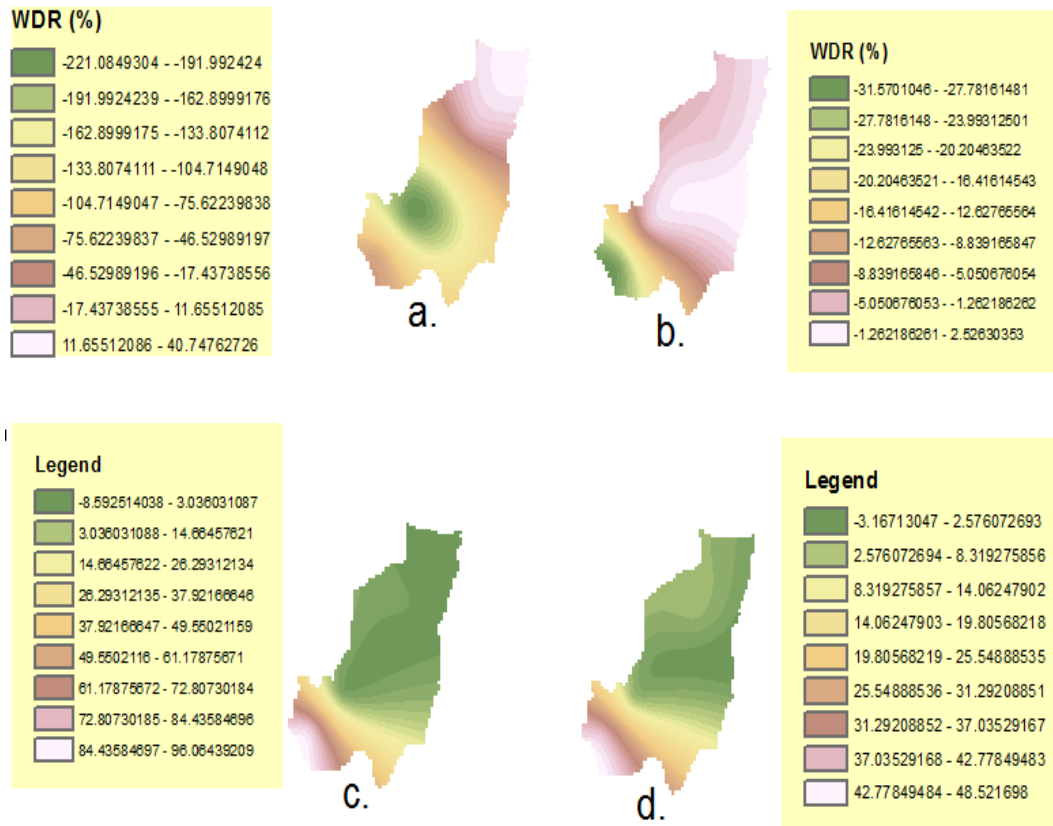 WDR (%)
-221.0849304 - -191.992424
-191.9924239 - -162.8999176
-162.8999175 - -133.8074112
-133.8074111 - -104.7149048
-104.7149047 - -75.62239838
-75.62239837 - -46.52989197
-46.52989196 - -17.43738556
-17.43738555 - 11.65512085
11.65512086 - 40.74762726
a.
b.
WDR (%)
-31.5701046 - -27.78161481
-27.7816148 - -23.99312501
-23.993125 - -20.20463522
-20.20463521 - -16.41614543
-16.41614542 - -12.62765564
-12.62765563 - -8.839165847
-8.839165846 - -5.050676054
-5.050676053 - -1.262186262
-1.262186261 - 2.52630353
Legend
-8.592514038 - 3.036031087
3.036031088 - 14.66457621
14.66457622 - 26.29312134
26.29312135 - 37.92166646
37.92166647 - 49.55021159
49.5502116 - 61.17875671
61.17875672 - 72.80730184
72.80730185 - 84.43584696
84.43584697 - 96.06439209
c.
d.
Legend
-3.16713047 - 2.576072693
2.576072694 - 8.319275856
8.319275857 - 14.06247902
14.06247903 - 19.80568218
19.80568219 - 25.54888535
25.54888536 - 31.29208851
31.29208852 - 37.03529167
37.03529168 - 42.77849483
42.77849484 - 48.521698